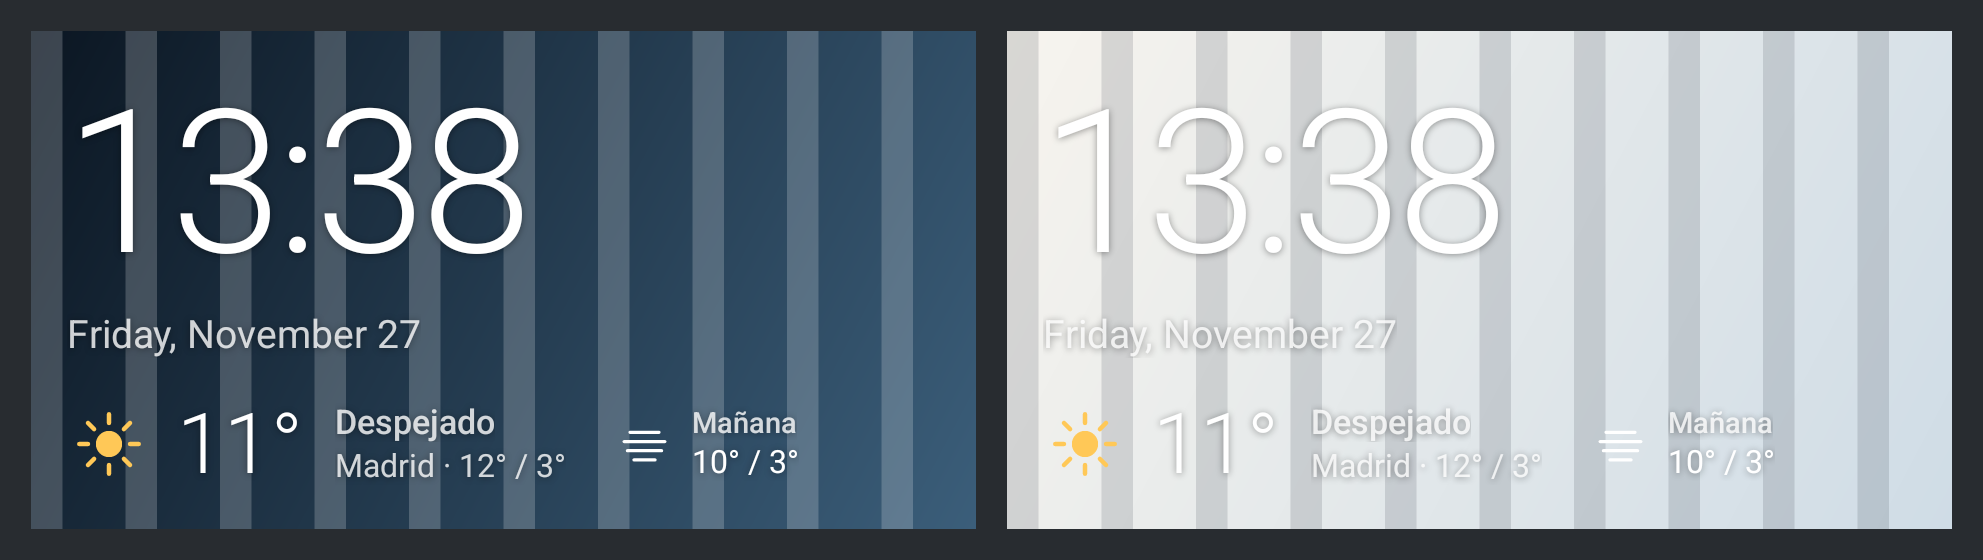 13:38
Friday, November 27
11°
Despejado
Madrid · 12° / 3°
Mañana
10° / 3°
13:38
Friday, November 27
11°
Despejado
Madrid · 12° / 3°
Mañana
10° / 3°